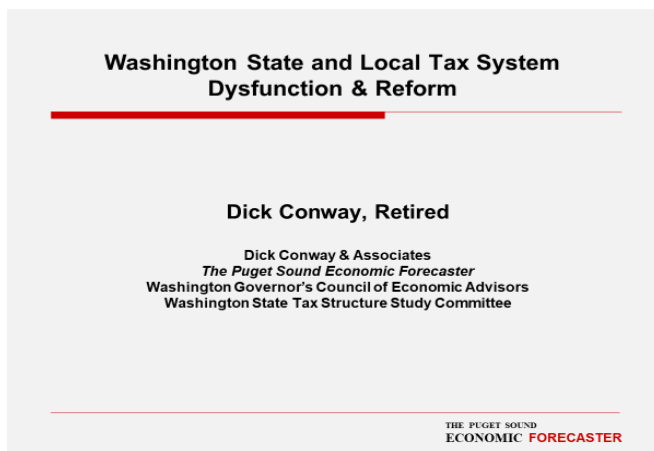 Washington State and Local Tax System
Dysfunction & Reform
Dick Conway, Retired
Dick Conway & Associates
The Puget Sound Economic Forecaster
Washington Governor's Council of Economic Advisors
Washington State Tax Structure Study Committee
THE PUGET SOUND
ECONOMIC FORECASTER